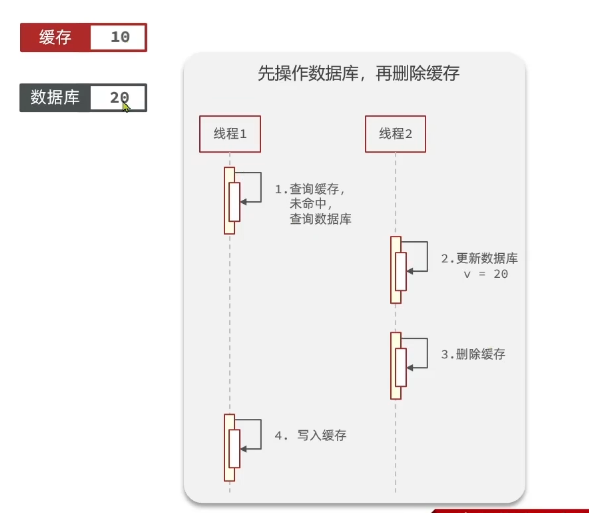 缓存 10
数据库 20
先操作数据库，再删除缓存
线程1
线程2
1.查询缓存，
未命中，
查询数据库
2.更新数据库
v = 20
3.删除缓存
4. 写入缓存